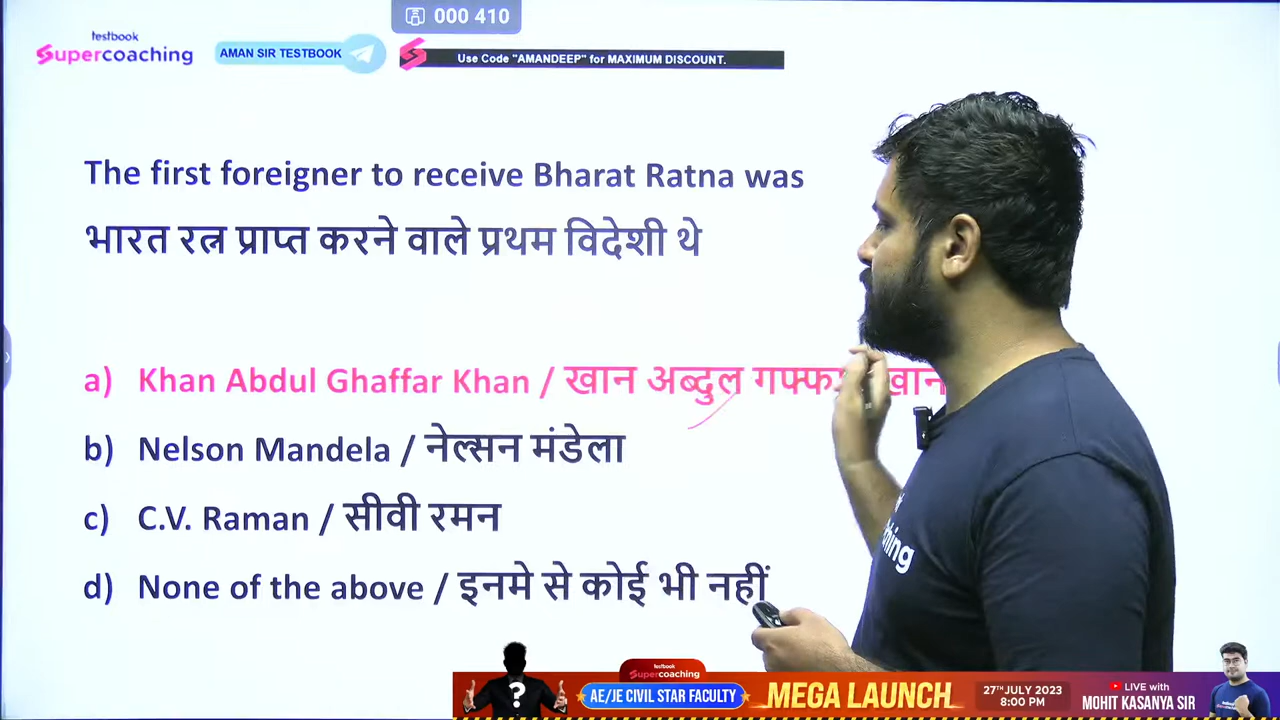 000 410
testbook
Supercoaching
AMAN SIR TESTBOOK
Use Code "AMANDEEP" for MAXIMUM DISCOUNT.
The first foreigner to receive Bharat Ratna was
भारत रत्न प्राप्त करने वाले प्रथम विदेशी थे
a) Khan Abdul Ghaffar Khan / खान अब्दुल
b) Nelson Mandela / नेल्सन मंडेला
c) C.V. Raman / सीवी रमन
d) None of the above / इनमे से कोई भी नहीं
testbook
Supercoaching
?
AE/JE CIVIL STAR FACULTY
MEGA LAUNCH
27TH JULY 2023
8:00 PM
LIVE with
MOHIT KASANYA SIR